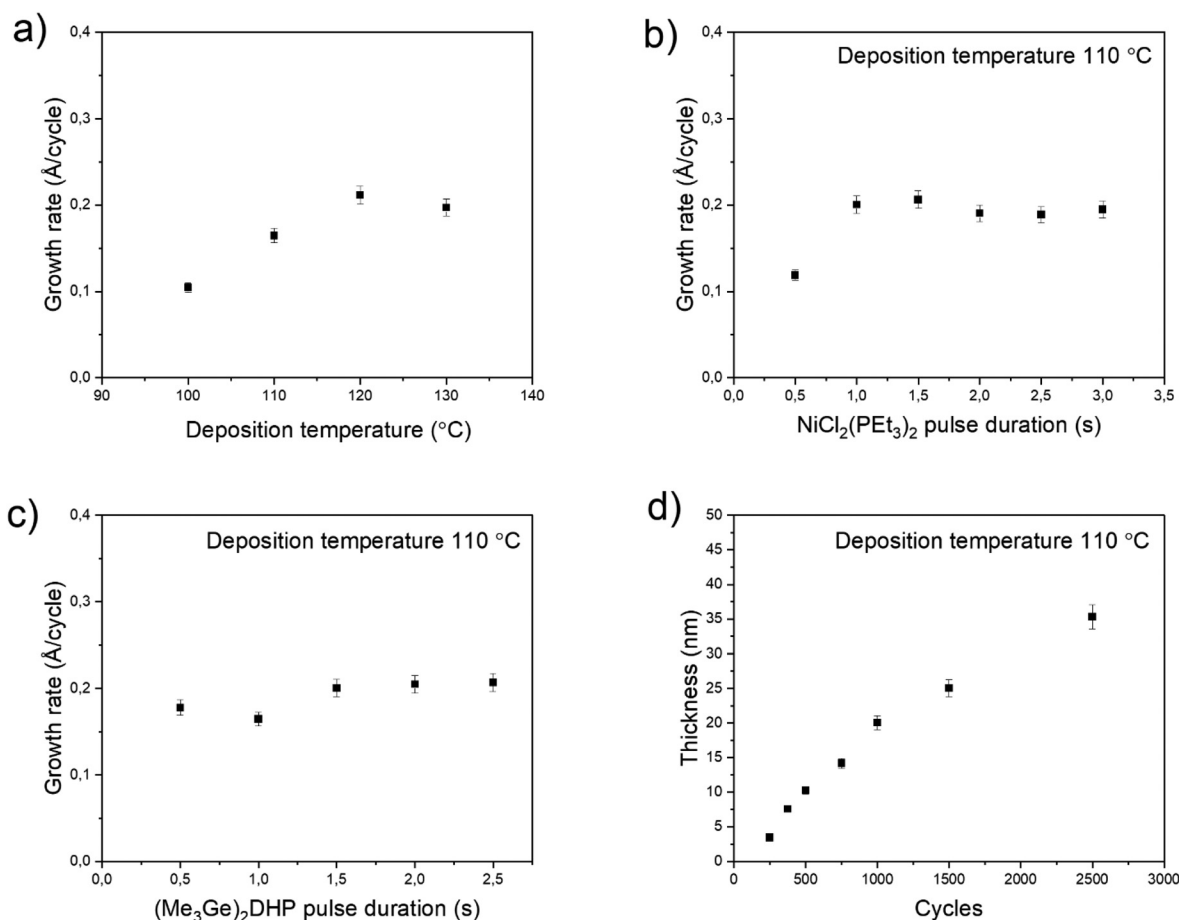 a)
Growth rate (Å/cycle)
0,4
0,3
0,2
0,1
0,0
90 100 110 120 130 140
Deposition temperature (°C)
b)
Deposition temperature 110 °C
Growth rate (Å/cycle)
0,4
0,3
0,2
0,1
0,0
0,0 0,5 1,0 1,5 2,0 2,5 3,0 3,5
NiCl₂(PEt₃)₂ pulse duration (s)
c)
Deposition temperature 110 °C
Growth rate (Å/cycle)
0,4
0,3
0,2
0,1
0,0
0,0 0,5 1,0 1,5 2,0 2,5
(Me₃Ge)₂DHP pulse duration (s)
d)
Deposition temperature 110 °C
Thickness (nm)
50
45
40
35
30
25
20
15
10
5
0
0 500 1000 1500 2000 2500 3000
Cycles